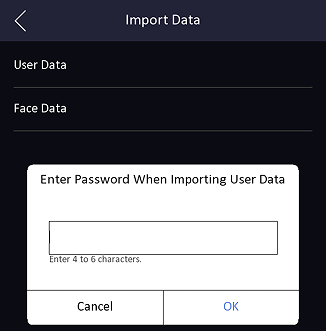 Import Data
User Data
Face Data
Enter Password When Importing User Data
Enter 4 to 6 characters.
Cancel
OK